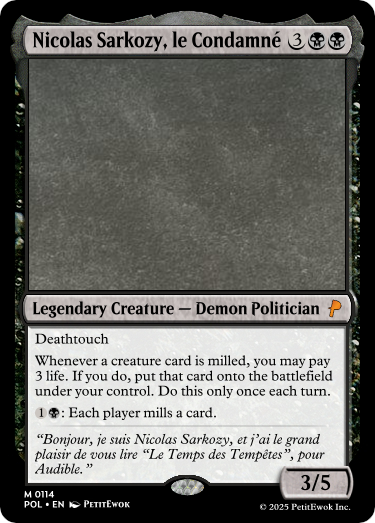 Nicolas Sarkozy, le Condamné 3
Legendary Creature — Demon Politician
Deathtouch
Whenever a creature card is milled, you may pay
3 life. If you do, put that card onto the battlefield
under your control. Do this only once each turn.
1 : Each player mills a card.
“Bonjour, je suis Nicolas Sarkozy, et j'ai le grand
plaisir de vous lire “Le Temps des Tempêtes”, pour
Audible.”
3/5
M 0114
POL • EN PetitEwok
© 2025 PetitEwok Inc.